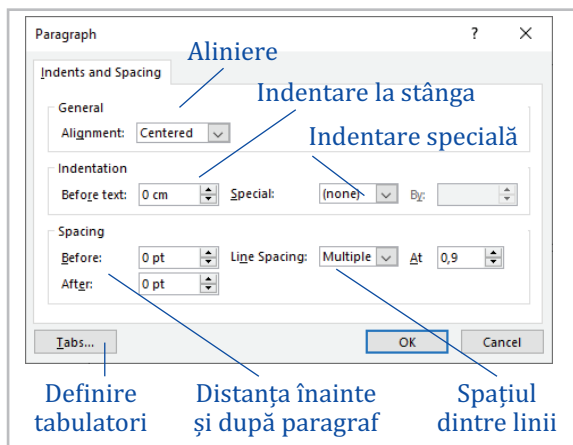 Paragraph ? ×
Aliniere
Indents and Spacing
Indentare la stânga
General
Alignment: Centered
Indentare specială
Indentation
Before text: 0 cm Special: (none) By:
Spacing
Before: 0 pt Line Spacing: Multiple At 0,9
After: 0 pt
Tabs... OK Cancel
Definire tabulatori
Distanța înainte și după paragraf
Spațiul dintre linii